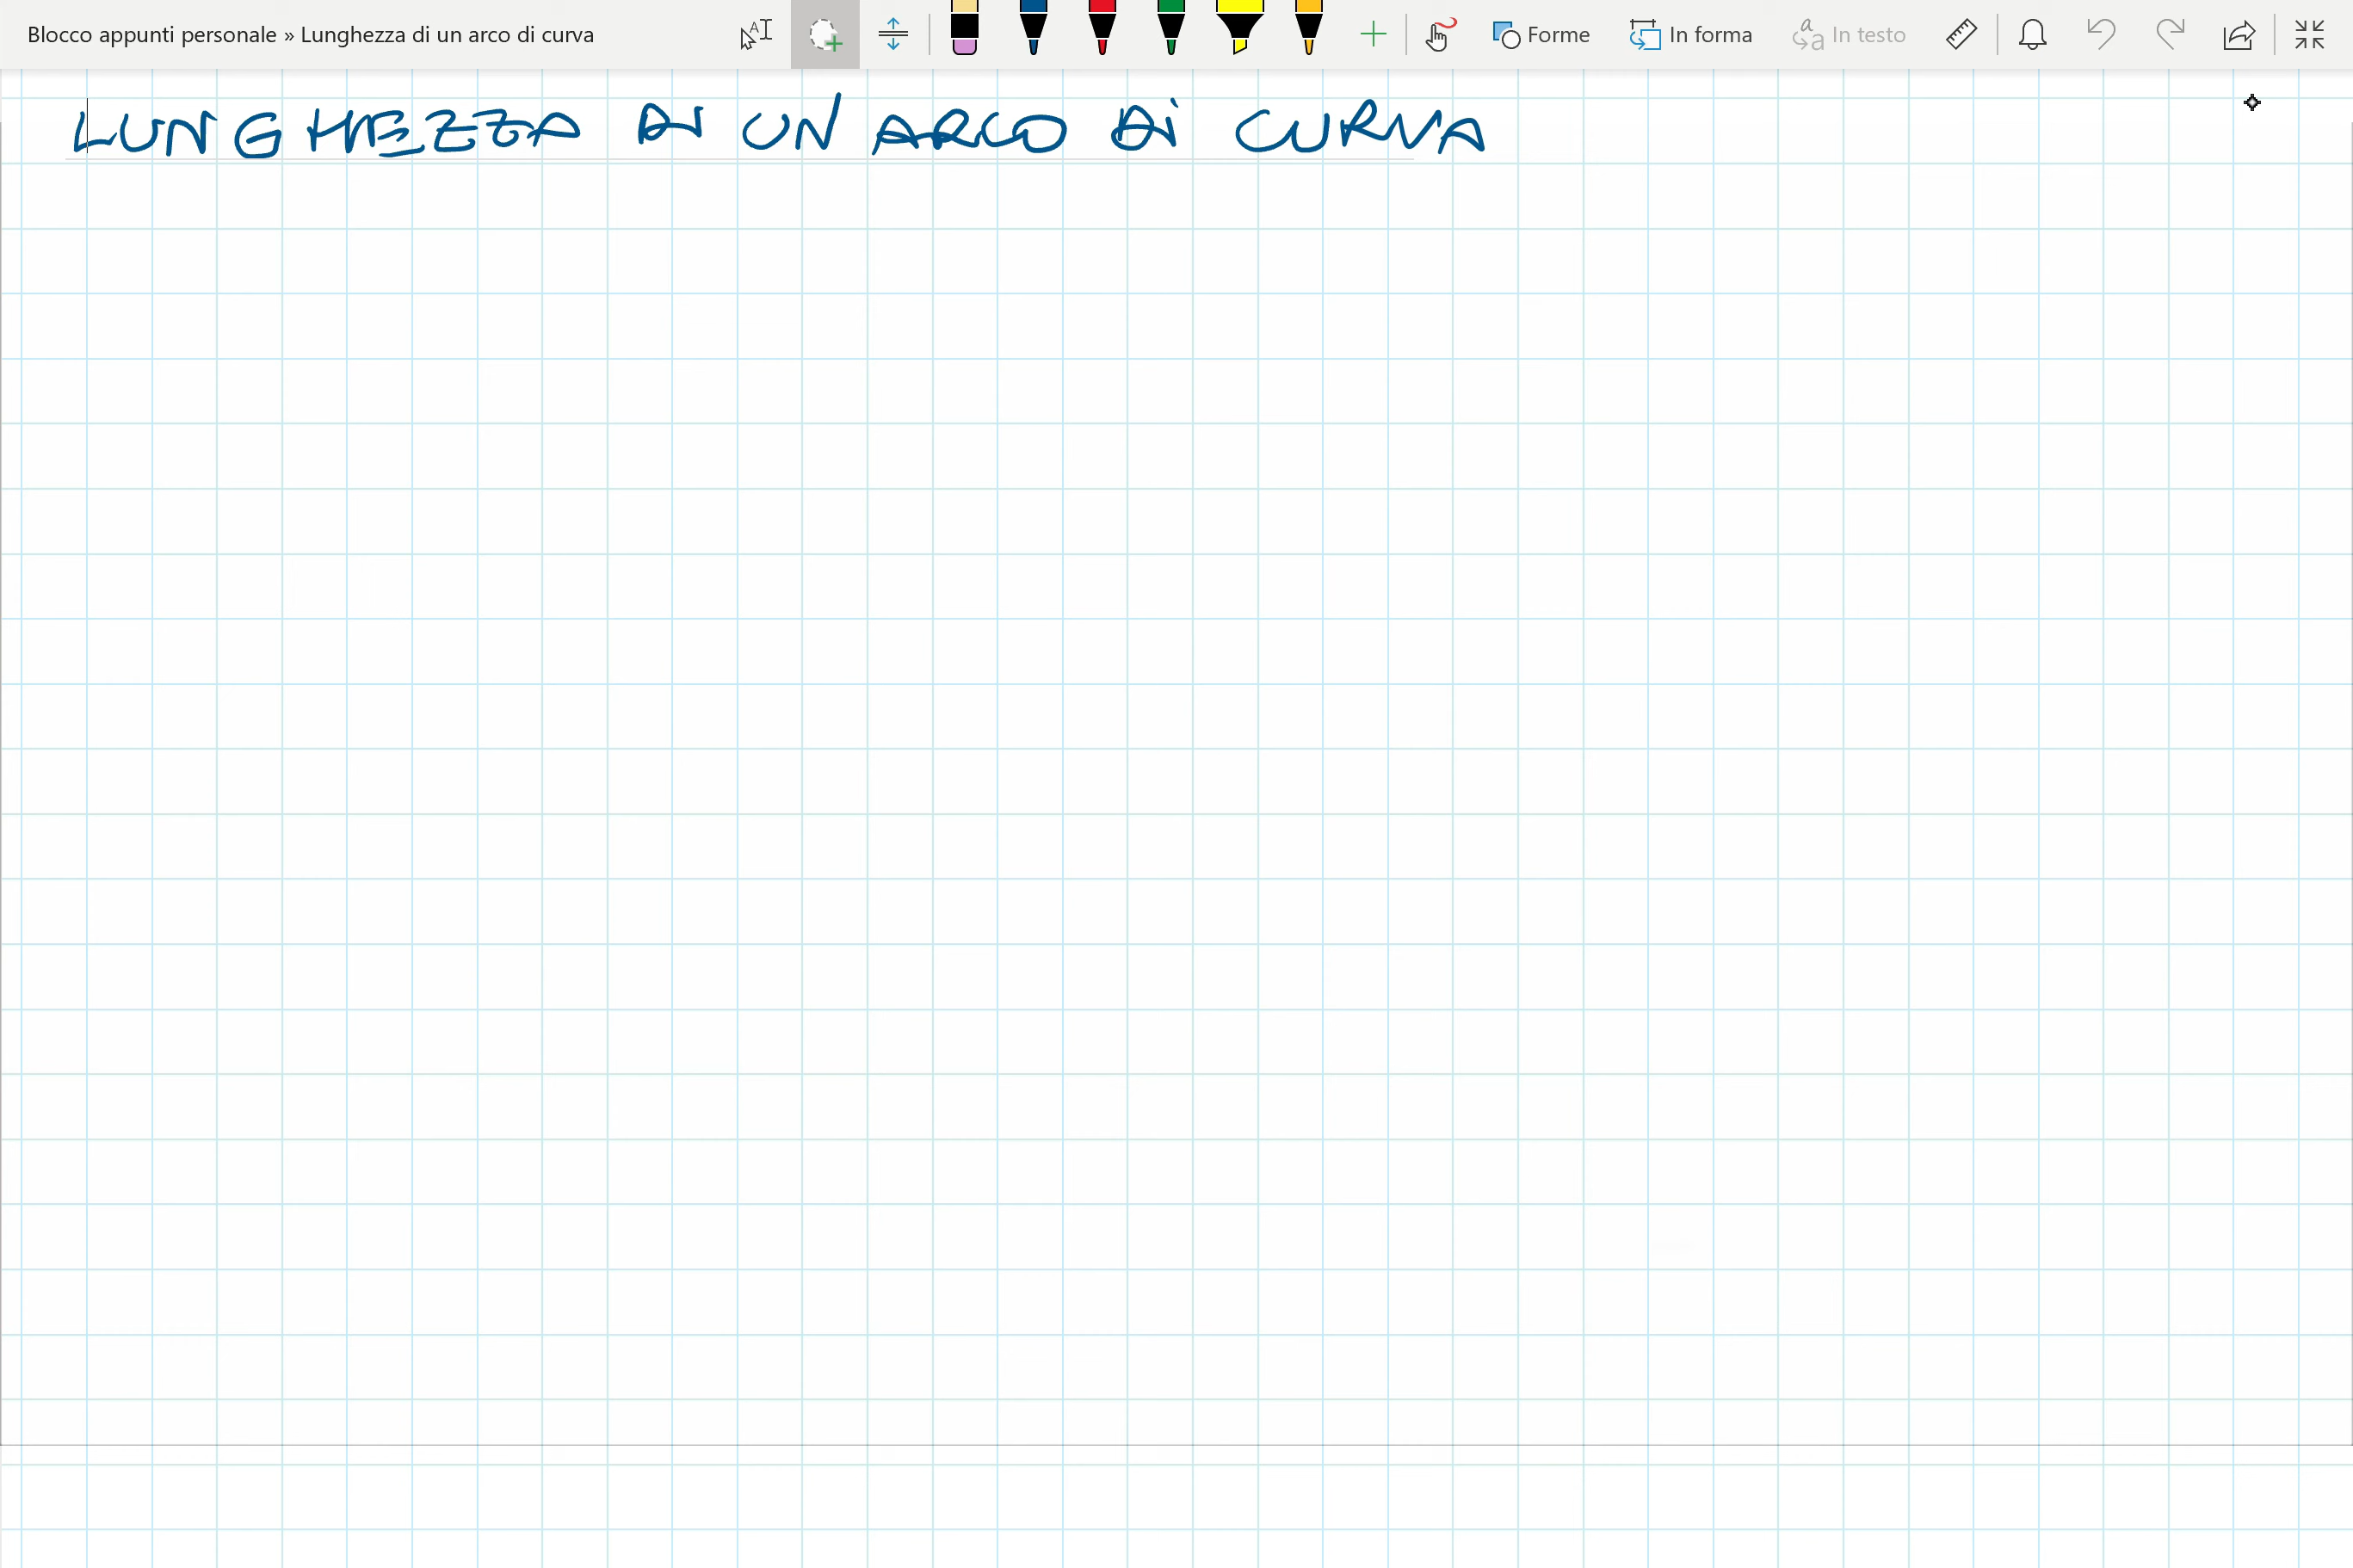 Blocco appunti personale » Lunghezza di un arco di curva Forme In forma In testo
LUNGHEZZA DI UN ARCO Di CURVA